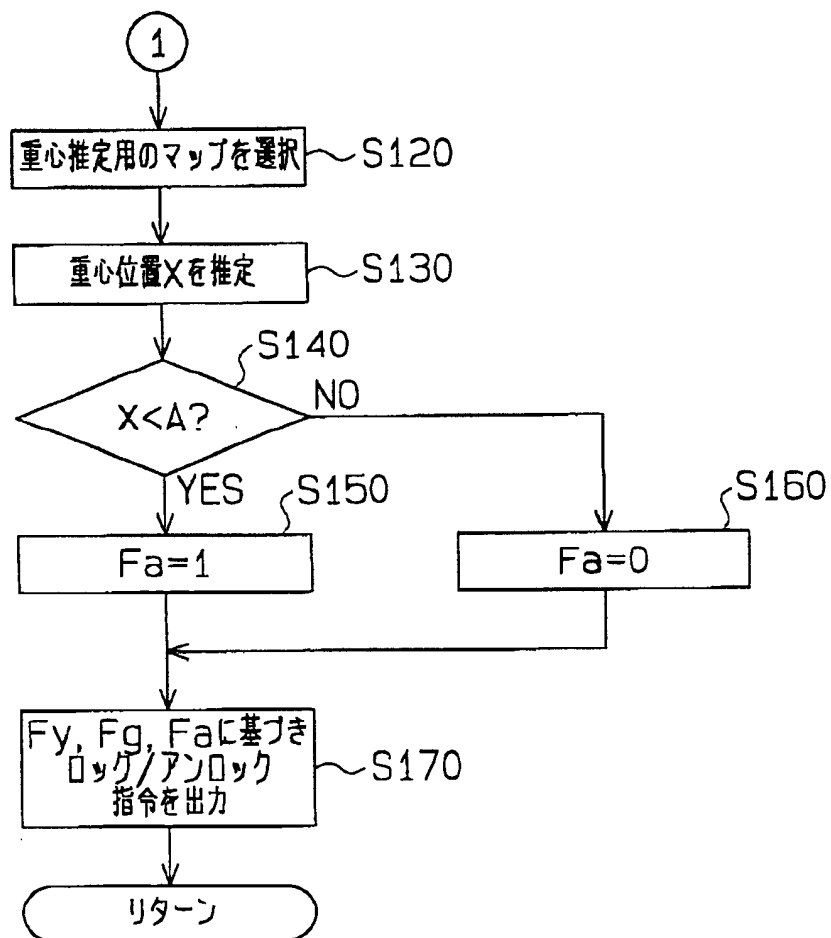 1
重心推定用のマップを選択
S120
重心位置Xを推定
S130
S140
X<A?
NO
YES
S150
S160
Fa=1
Fa=0
Fy, Fg, Faに基づき
ロック/アンロック
指令を出力
S170
リターン